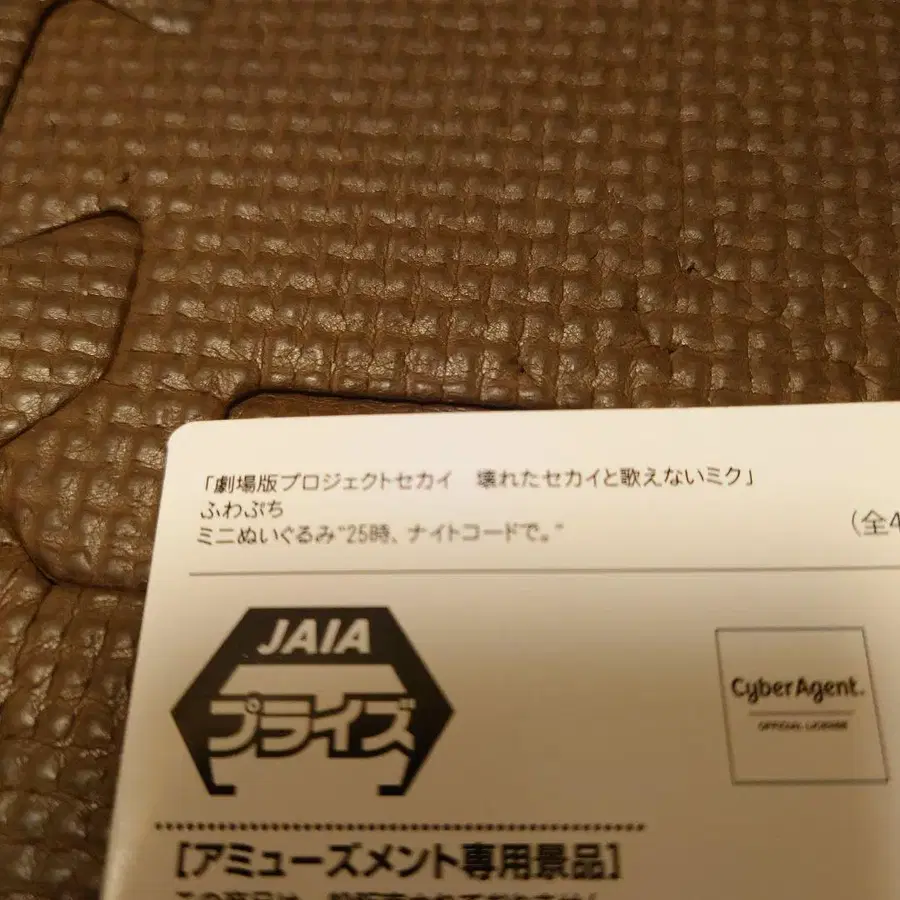 「劇場版プロジェクトセカイ　壊れたセカイと歌えないミク」
ふわぷち
ミニぬいぐるみ"25時、ナイトコードで。"
(全4
JAIA
プライズ
CyberAgent.
OFFICIAL LICENSE
[アミューズメント専用景品]